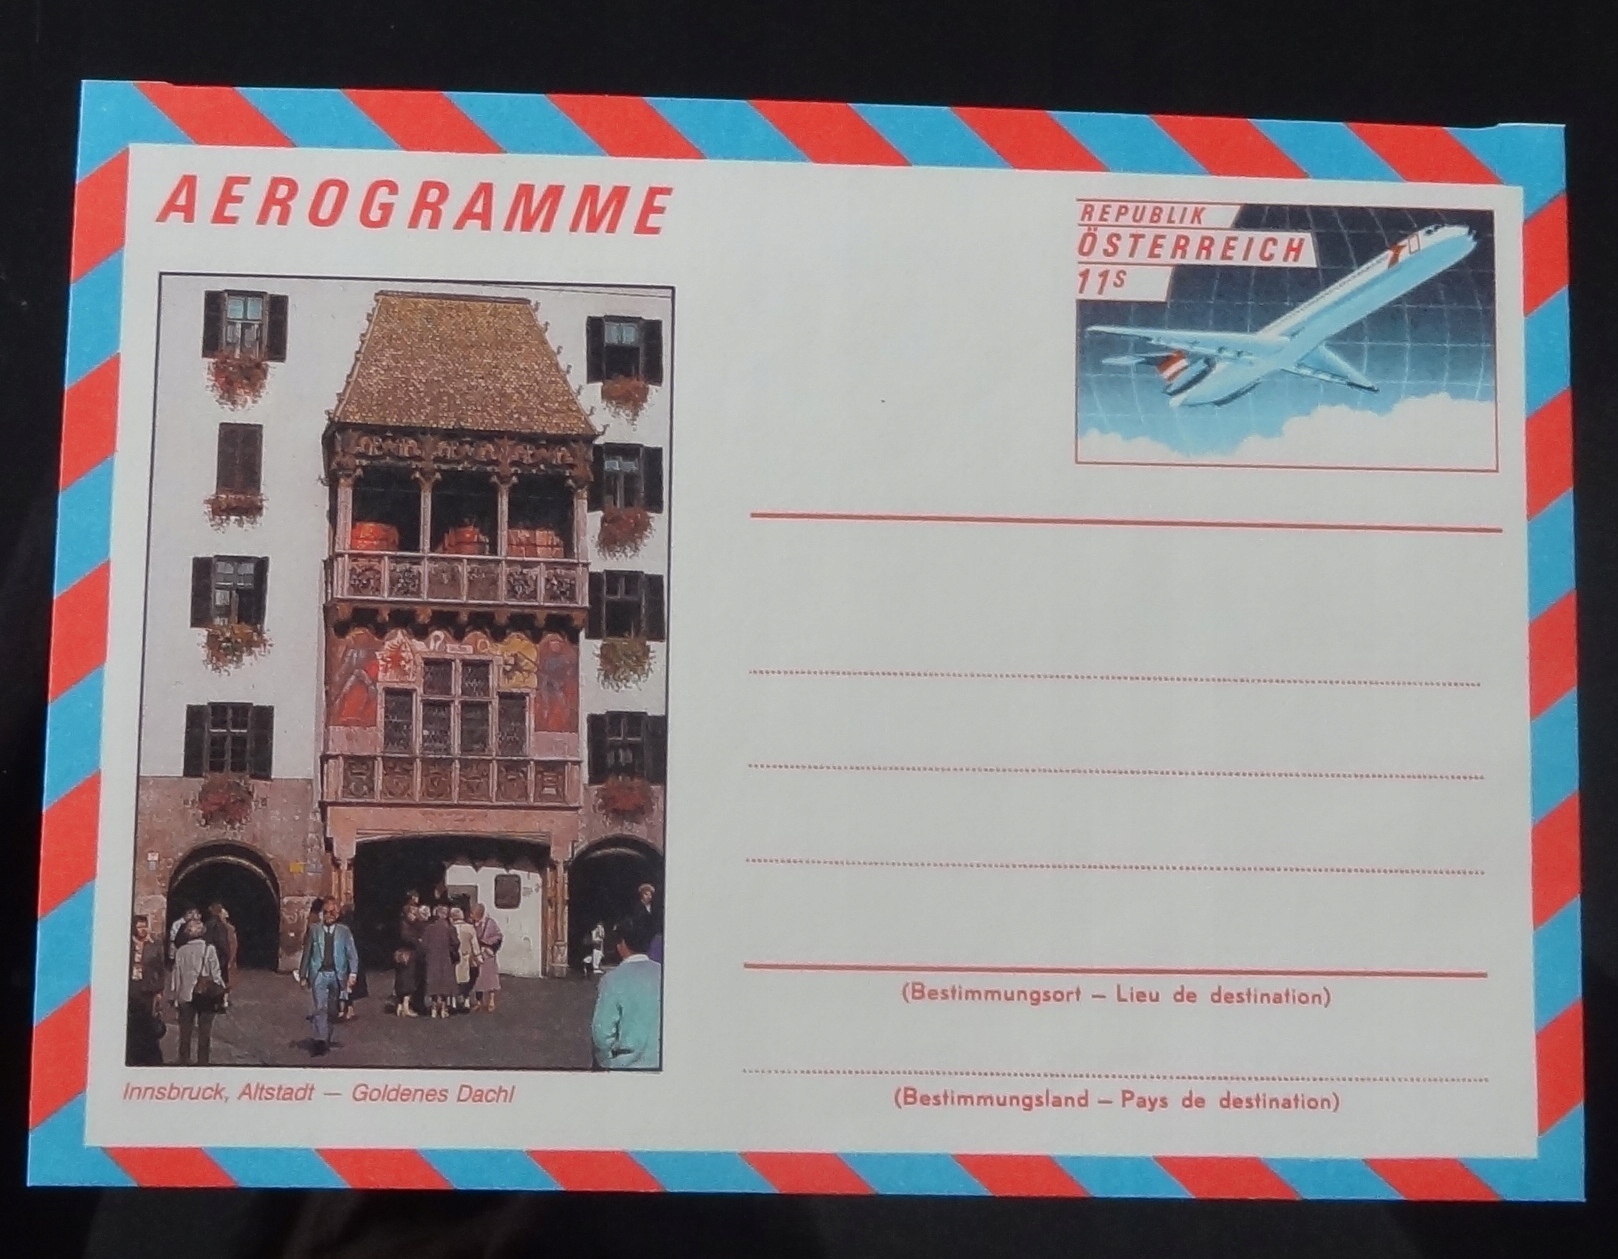 AEROGRAMME
REPUBLIK
ÖSTERREICH
11S
(Bestimmungsort – Lieu de destination)
Innsbruck, Altstadt — Goldenes Dachl
(Bestimmungsland – Pays de destination)